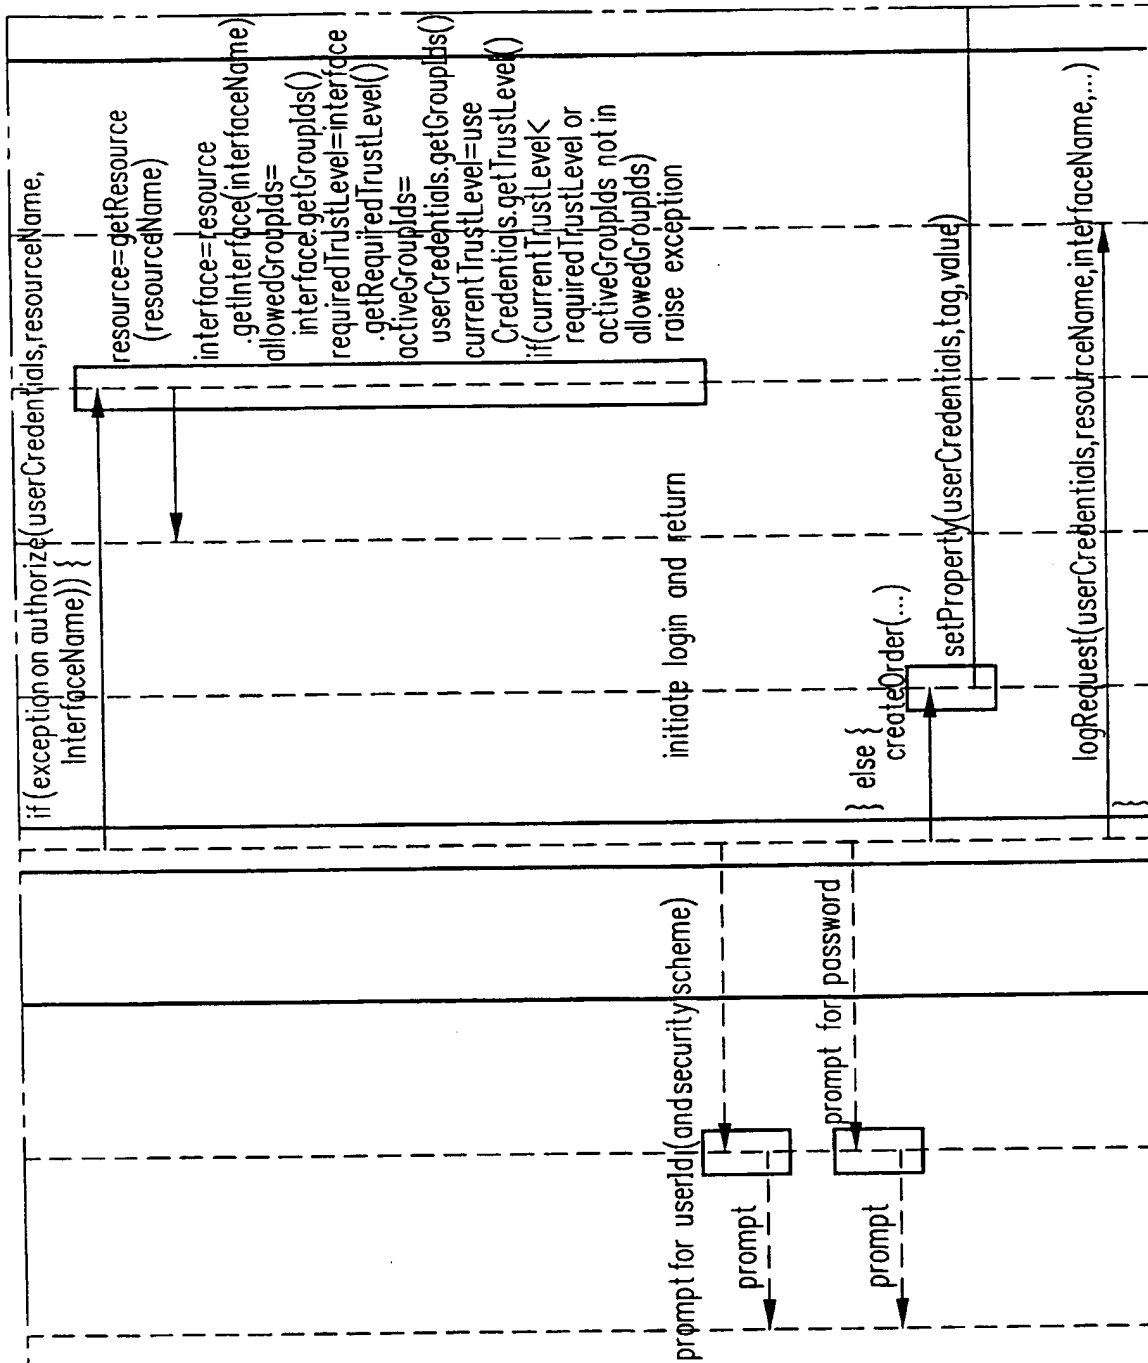 if(exception on authorize(userCredentials,resourceName,
InterfaceName)) {
resource=getResource
(resourceName)
interface=resource
.getInterface(interfaceName)
allowedGroupIds=
interface.getGroupIds()
requiredTrustLevel=interface
.getRequiredTrustLevel()
activeGroupIds=
userCredentials.getGroupIds()
currentTrustLevel=use
Credentials.getTrustLevel()
if(currentTrustLevel<
requiredTrustLevel or
activeGroupIds not in
allowedGroupIds)
raise exception
initiate login and return
prompt for userId(and security scheme)
prompt
prompt for password
prompt
} else {
createOrder(...)
setProperty(userCredentials,tag,value)
logRequest(userCredentials,resourceName,interfaceName,...)
}